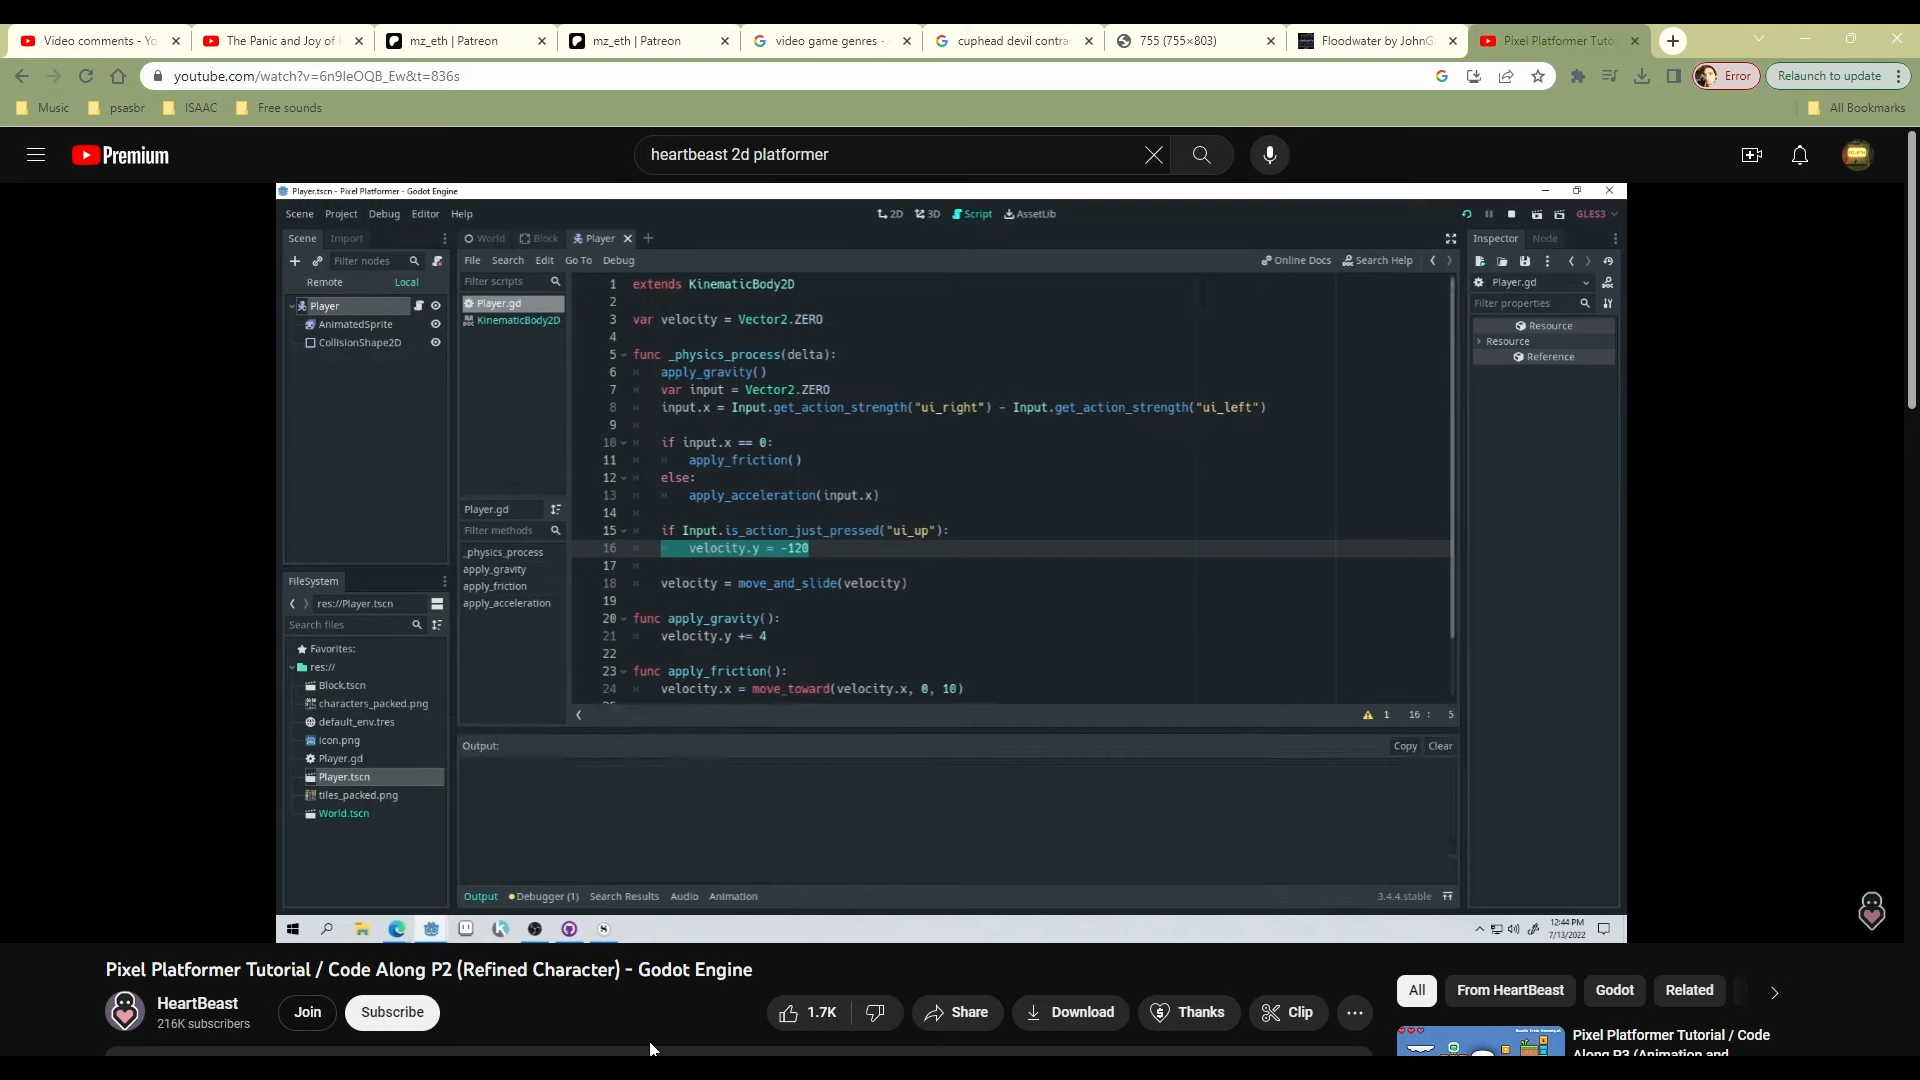 Video comments - Yo
The Panic and Joy of
mz_eth | Patreon
mz_eth | Patreon
video game genres -
cuphead devil contra
755 (755×803)
Floodwater by JohnG
Pixel Platformer Tuto
youtube.com/watch?v=6n9IeOQB_Ew&t=836s
Error
Relaunch to update
Music
psasbr
ISAAC
Free sounds
All Bookmarks
Premium
heartbeast 2d platformer
Player.tscn - Pixel Platformer - Godot Engine
Scene Project Debug Editor Help
2D 3D Script AssetLib
GLES3
Scene Import
World Block Player
Inspector Node
Filter nodes
File Search Edit Go To Debug
Online Docs Search Help
Remote Local
Filter scripts
Player.gd
Filter properties
Player
AnimatedSprite
CollisionShape2D
Player.gd
KinematicBody2D
Resource
Resource
Reference
1 extends KinematicBody2D
2
3 var velocity = Vector2.ZERO
4
5 func _physics_process(delta):
6 apply_gravity()
7 var input = Vector2.ZERO
8 input.x = Input.get_action_strength("ui_right") - Input.get_action_strength("ui_left")
9
10 if input.x == 0:
11 apply_friction()
12 else:
13 apply_acceleration(input.x)
14
15 if Input.is_action_just_pressed("ui_up"):
16 velocity.y = -120
17
18 velocity = move_and_slide(velocity)
19
20 func apply_gravity():
21 velocity.y += 4
22
23 func apply_friction():
24 velocity.x = move_toward(velocity.x, 0, 10)
Player.gd
Filter methods
_physics_process
apply_gravity
apply_friction
apply_acceleration
1 16 : 5
FileSystem
res://Player.tscn
Search files
Favorites:
res://
Block.tscn
characters_packed.png
default_env.tres
icon.png
Player.gd
Player.tscn
tiles_packed.png
World.tscn
Output:
Copy Clear
Output Debugger (1) Search Results Audio Animation
3.4.4.stable
12:44 PM
7/13/2022
Pixel Platformer Tutorial / Code Along P2 (Refined Character) - Godot Engine
HeartBeast
216K subscribers
Join
Subscribe
1.7K
Share
Download
Thanks
Clip
All
From HeartBeast
Godot
Related
Pixel Platformer Tutorial / Code
Along P3 (Animation and